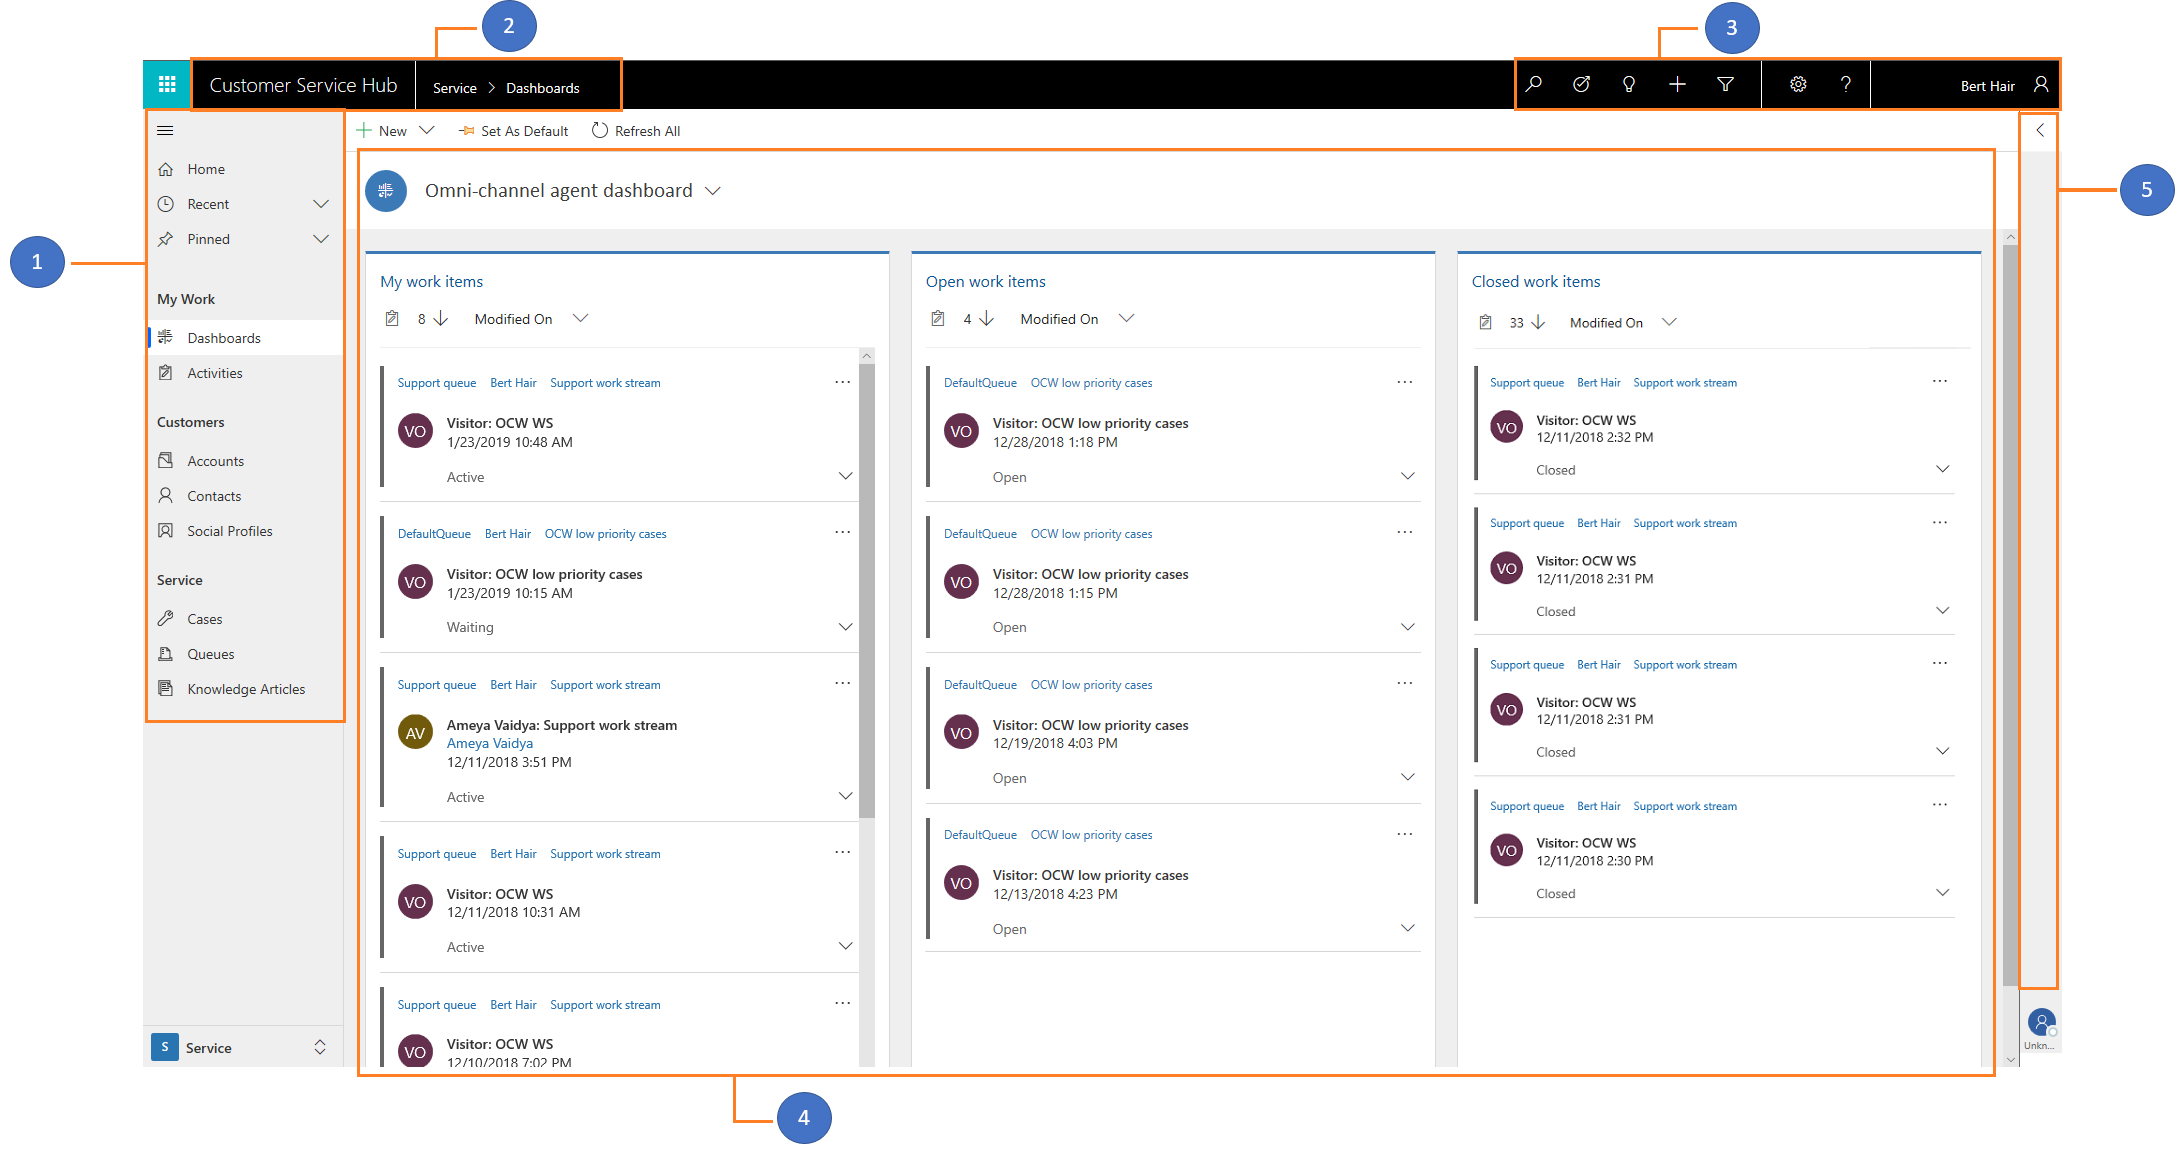 2
3
Customer Service Hub
Service > Dashboards
Bert Hair
New
Set As Default
Refresh All
Home
Recent
Pinned
1
My Work
Dashboards
Activities
Customers
Accounts
Contacts
Social Profiles
Service
Cases
Queues
Knowledge Articles
S Service
Omni-channel agent dashboard
My work items
8 Modified On
Support queue Bert Hair Support work stream
VO
Visitor: OCW WS
1/23/2019 10:48 AM
Active
DefaultQueue Bert Hair OCW low priority cases
VO
Visitor: OCW low priority cases
1/23/2019 10:15 AM
Waiting
Support queue Bert Hair Support work stream
AV
Ameya Vaidya: Support work stream
Ameya Vaidya
12/11/2018 3:51 PM
Active
Support queue Bert Hair Support work stream
VO
Visitor: OCW WS
12/11/2018 10:31 AM
Active
Support queue Bert Hair Support work stream
VO
Visitor: OCW WS
12/10/2018 7:02 PM
Open work items
4 Modified On
DefaultQueue OCW low priority cases
VO
Visitor: OCW low priority cases
12/28/2018 1:18 PM
Open
DefaultQueue OCW low priority cases
VO
Visitor: OCW low priority cases
12/28/2018 1:15 PM
Open
DefaultQueue OCW low priority cases
VO
Visitor: OCW low priority cases
12/19/2018 4:03 PM
Open
DefaultQueue OCW low priority cases
VO
Visitor: OCW low priority cases
12/13/2018 4:23 PM
Open
Closed work items
33 Modified On
Support queue Bert Hair Support work stream
VO
Visitor: OCW WS
12/11/2018 2:32 PM
Closed
Support queue Bert Hair Support work stream
VO
Visitor: OCW WS
12/11/2018 2:31 PM
Closed
Support queue Bert Hair Support work stream
VO
Visitor: OCW WS
12/11/2018 2:31 PM
Closed
Support queue Bert Hair Support work stream
VO
Visitor: OCW WS
12/11/2018 2:30 PM
Closed
5
Unkn...
4